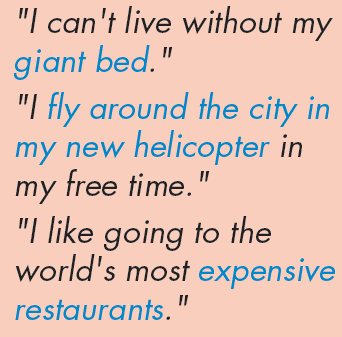 "I can't live without my
giant bed."
"I fly around the city in
my new helicopter in
my free time."
"I like going to the
world's most expensive
restaurants."